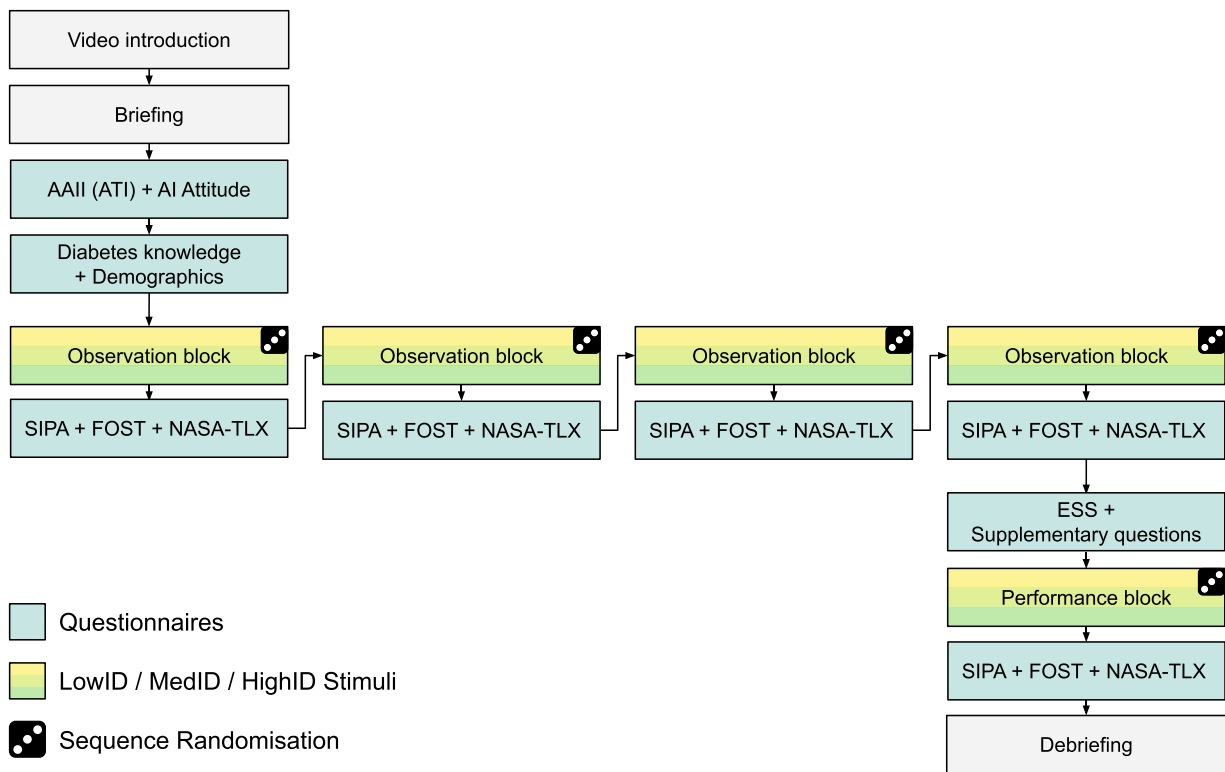 Video introduction
Briefing
AAII (ATI) + AI Attitude
Diabetes knowledge
+ Demographics
Observation block
SIPA + FOST + NASA-TLX
Observation block
SIPA + FOST + NASA-TLX
Observation block
SIPA + FOST + NASA-TLX
Observation block
SIPA + FOST + NASA-TLX
ESS +
Supplementary questions
Performance block
SIPA + FOST + NASA-TLX
Debriefing
Questionnaires
LowID / MedID / HighID Stimuli
Sequence Randomisation